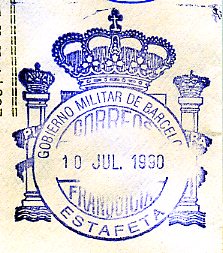 GOBIERNO MILITAR DE BARCELO
CORREOS
10 JUL. 1990
FRANQUICIA
ESTAFETA